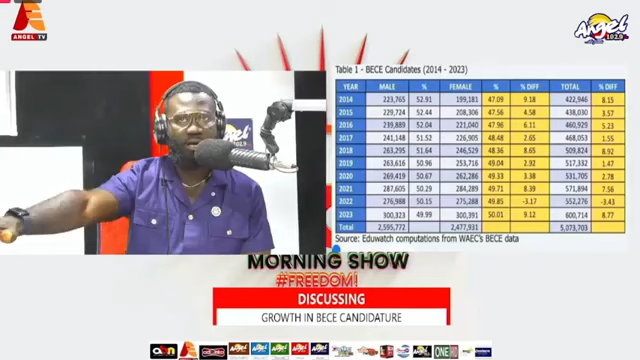 ANGEL TV
Angel
102.9
Table 1 - BECE Candidates (2014 - 2023)
YEAR MALE % FEMALE % % DIFF TOTAL % DIFF
2014 223,765 52.91 199,181 47.09 9.18 422,946 8.15
2015 229,724 52.44 208,306 47.56 4.58 438,030 3.57
2016 239,889 52.04 221,040 47.96 6.11 460,929 5.23
2017 241,148 51.52 226,905 48.48 2.65 468,053 1.55
2018 263,295 51.64 246,529 48.36 8.65 509,824 8.92
2019 263,616 50.96 253,716 49.04 2.92 517,332 1.47
2020 269,419 50.67 262,286 49.33 3.38 531,705 2.78
2021 287,605 50.29 284,289 49.71 8.39 571,894 7.56
2022 276,988 50.15 275,288 49.85 -3.17 552,276 -3.43
2023 300,323 49.99 300,391 50.01 9.12 600,714 8.77
Total 2,595,772 2,477,931 5,073,703
Source: Eduwatch computations from WAEC's BECE data
MORNING SHOW
#FREEDOM!
DISCUSSING
GROWTH IN BECE CANDIDATURE